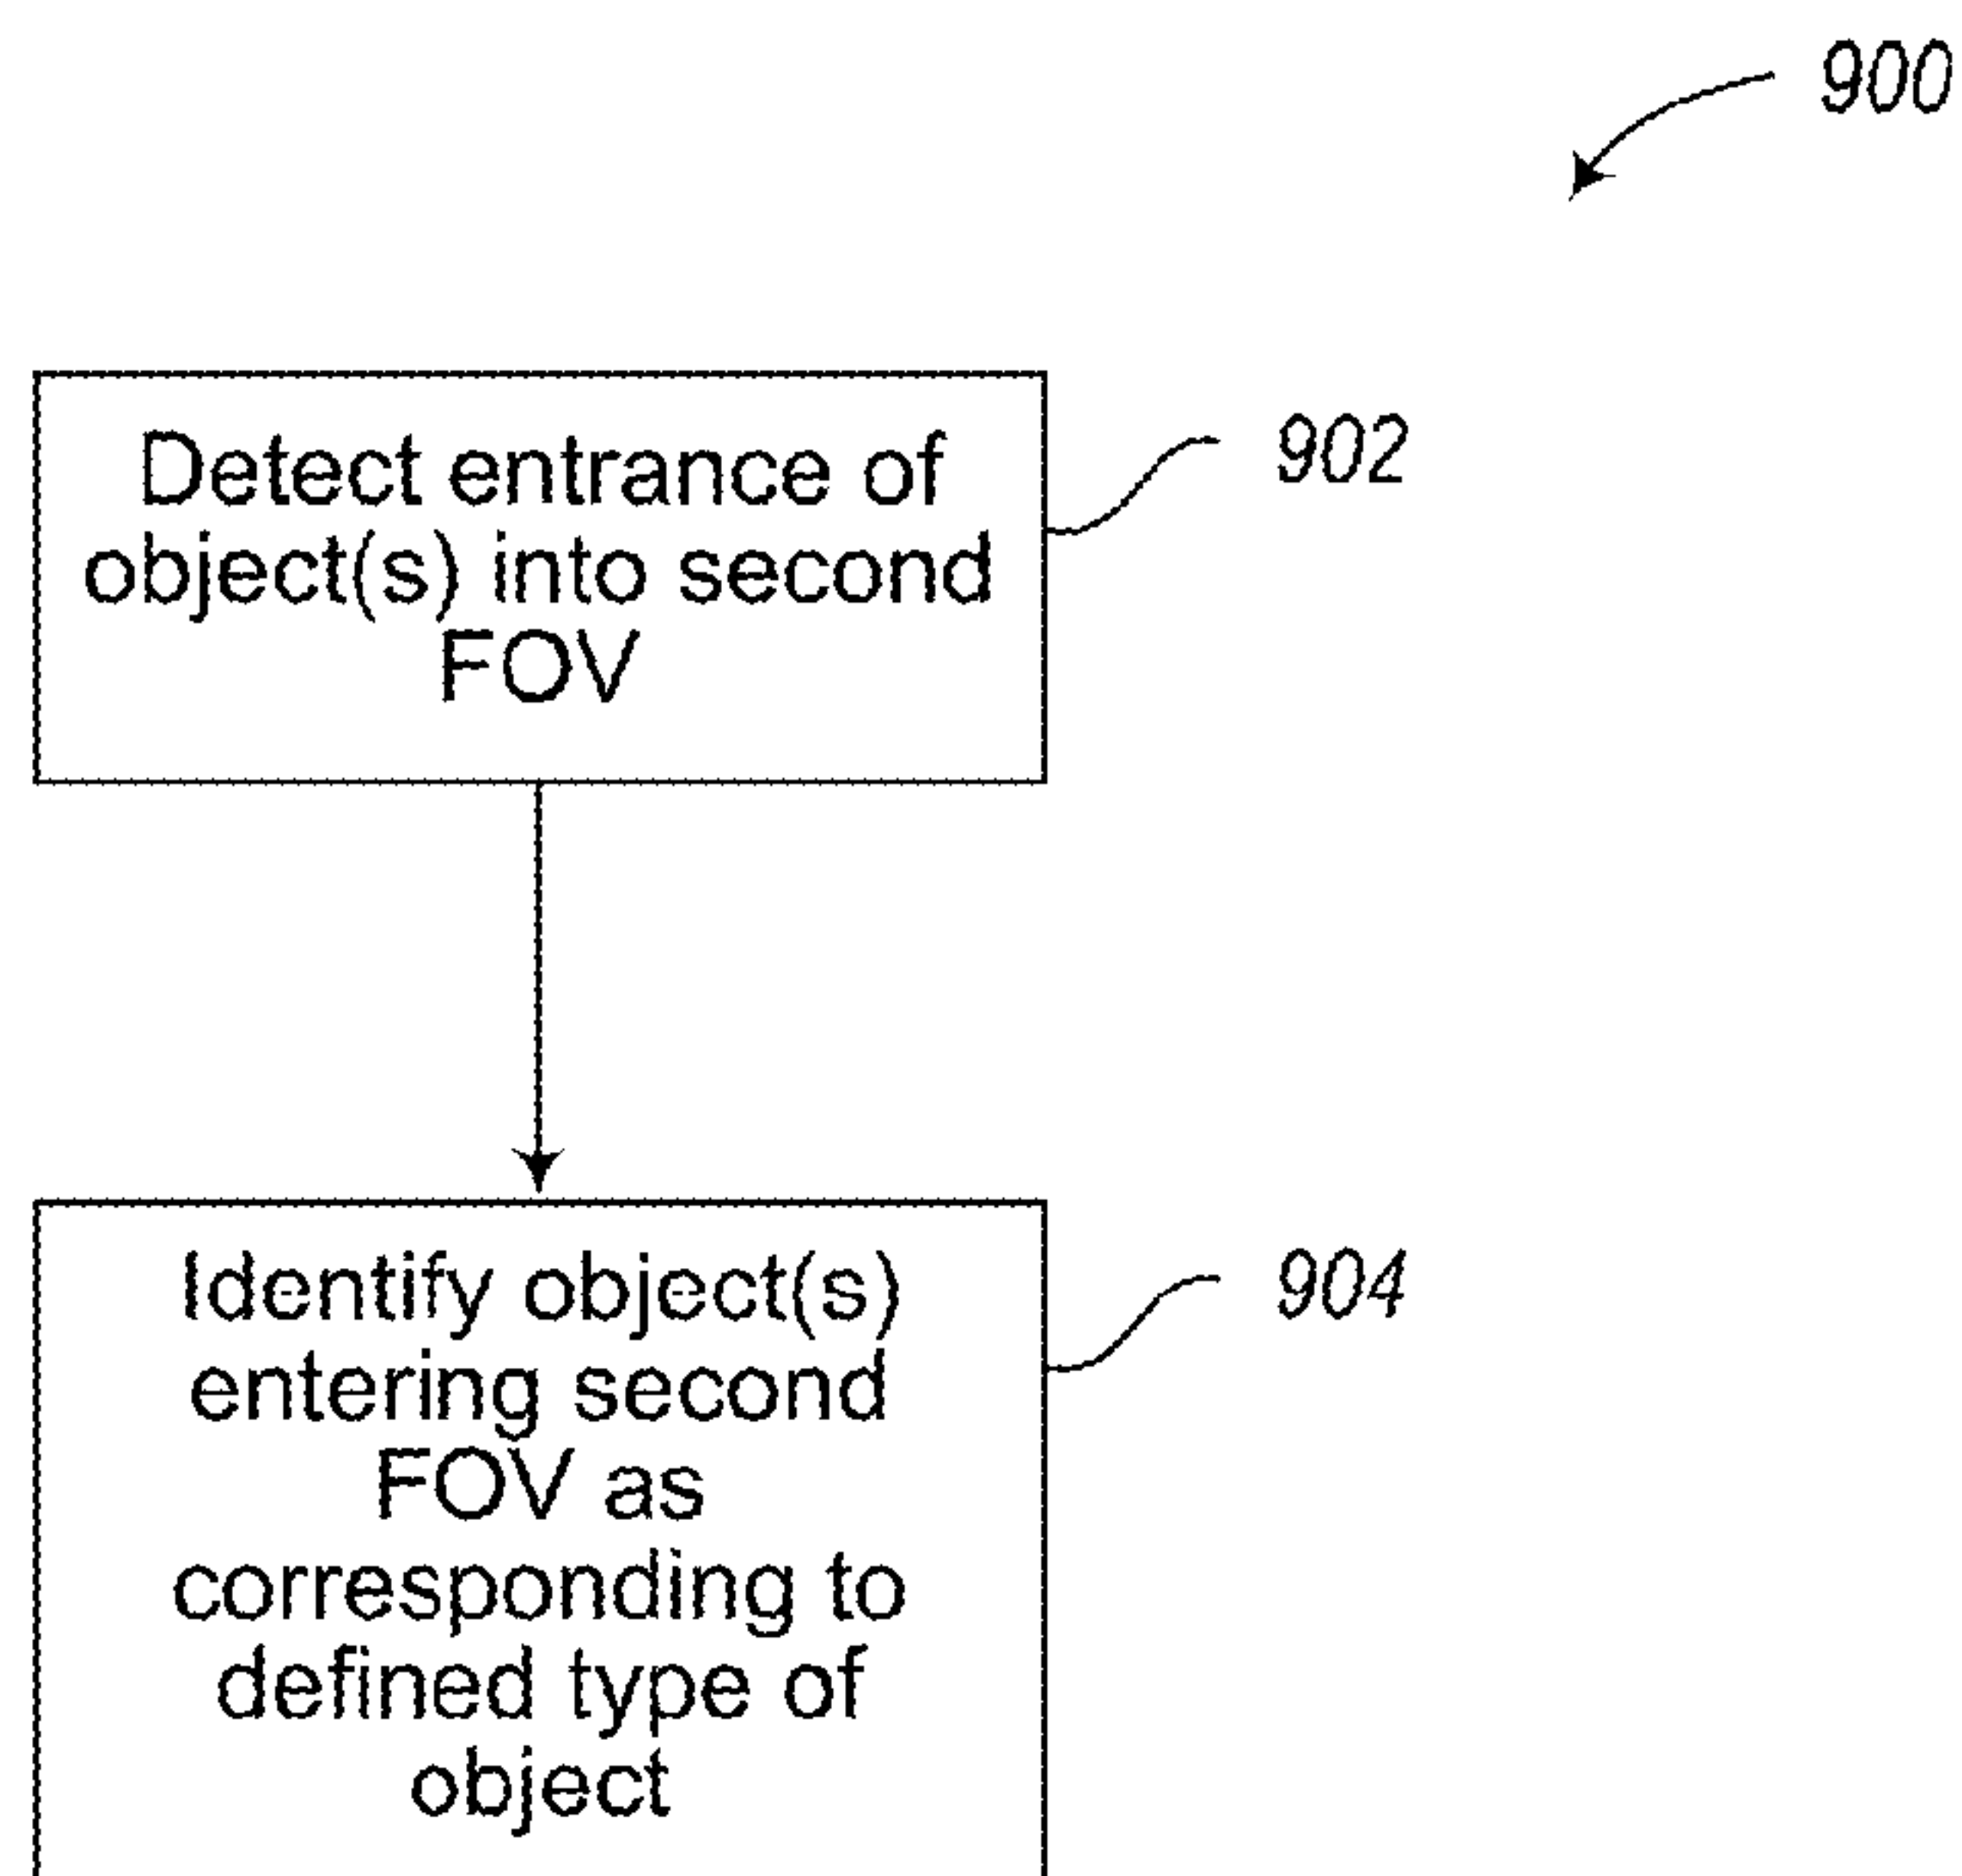 900
Detect entrance of
object(s) into second
FOV
902
Identify object(s)
entering second
FOV as
corresponding to
defined type of
object
904